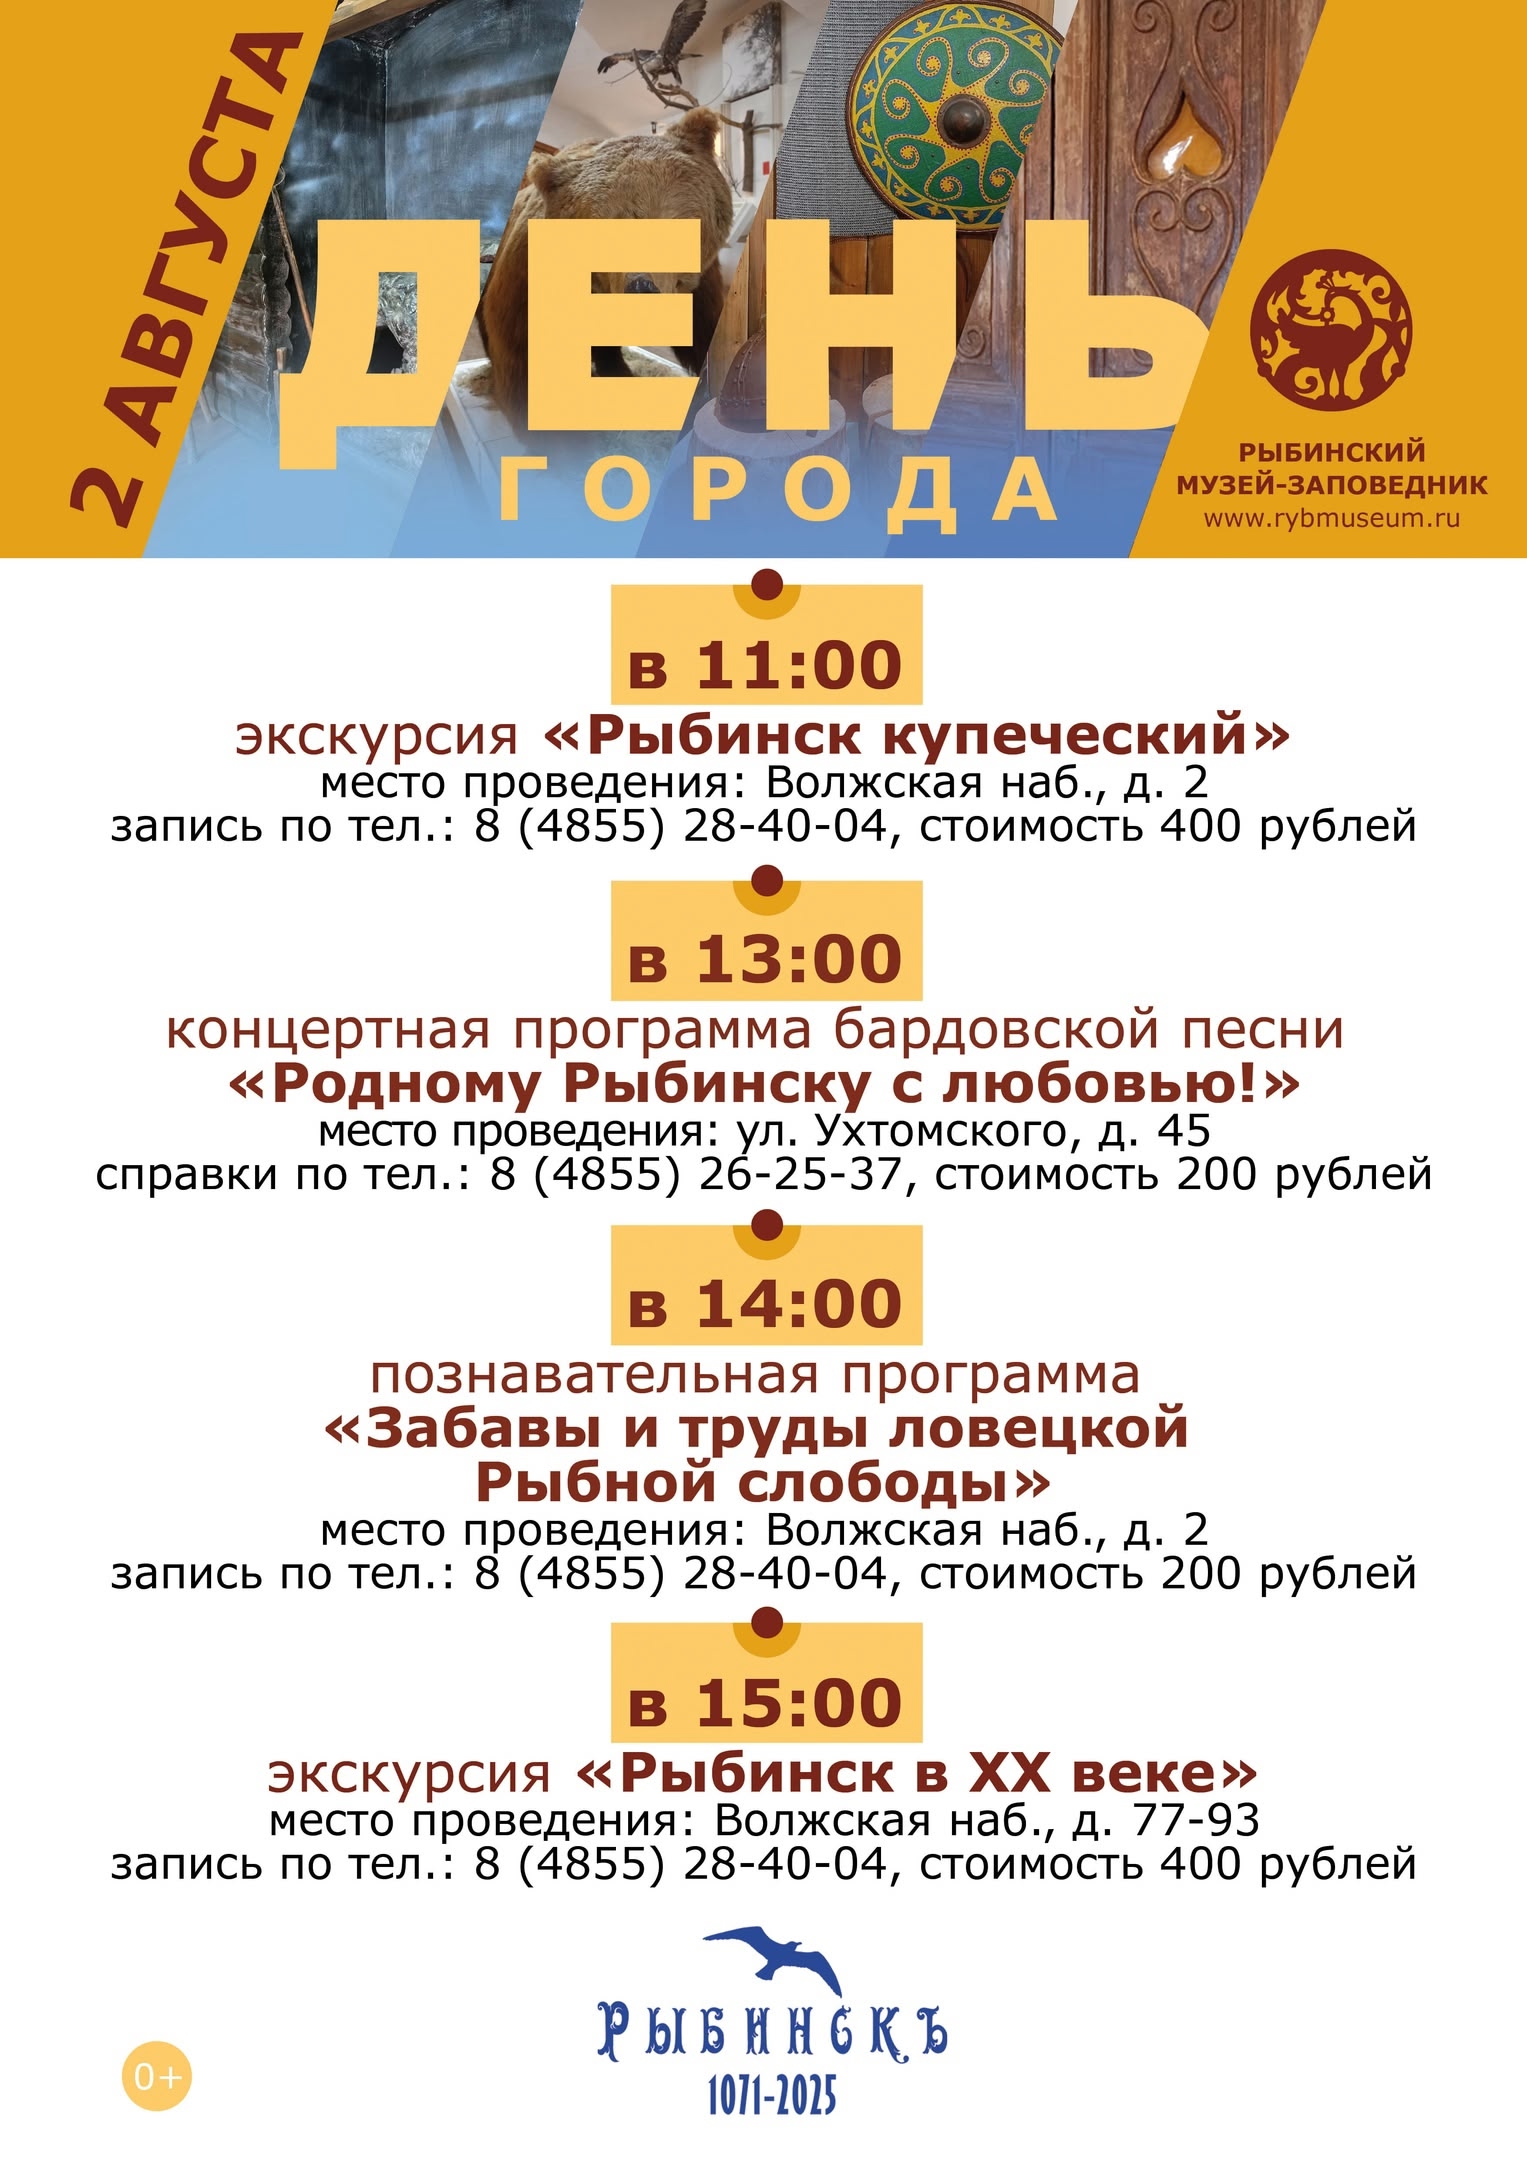 2 АВГУСТА
ДЕНЬ
ГОРОДА
РЫБИНСКИЙ
МУЗЕЙ-ЗАПОВЕДНИК
www.rybmuseum.ru
в 11:00
экскурсия «Рыбинск купеческий»
место проведения: Волжская наб., д. 2
запись по тел.: 8 (4855) 28-40-04, стоимость 400 рублей
в 13:00
концертная программа бардовской песни
«Родному Рыбинску с любовью!»
место проведения: ул. Ухтомского, д. 45
справки по тел.: 8 (4855) 26-25-37, стоимость 200 рублей
в 14:00
познавательная программа
«Забавы и труды ловецкой
Рыбной слободы»
место проведения: Волжская наб., д. 2
запись по тел.: 8 (4855) 28-40-04, стоимость 200 рублей
в 15:00
экскурсия «Рыбинск в XX веке»
место проведения: Волжская наб., д. 77-93
запись по тел.: 8 (4855) 28-40-04, стоимость 400 рублей
РЫБИНСКЪ
1071-2025
0+